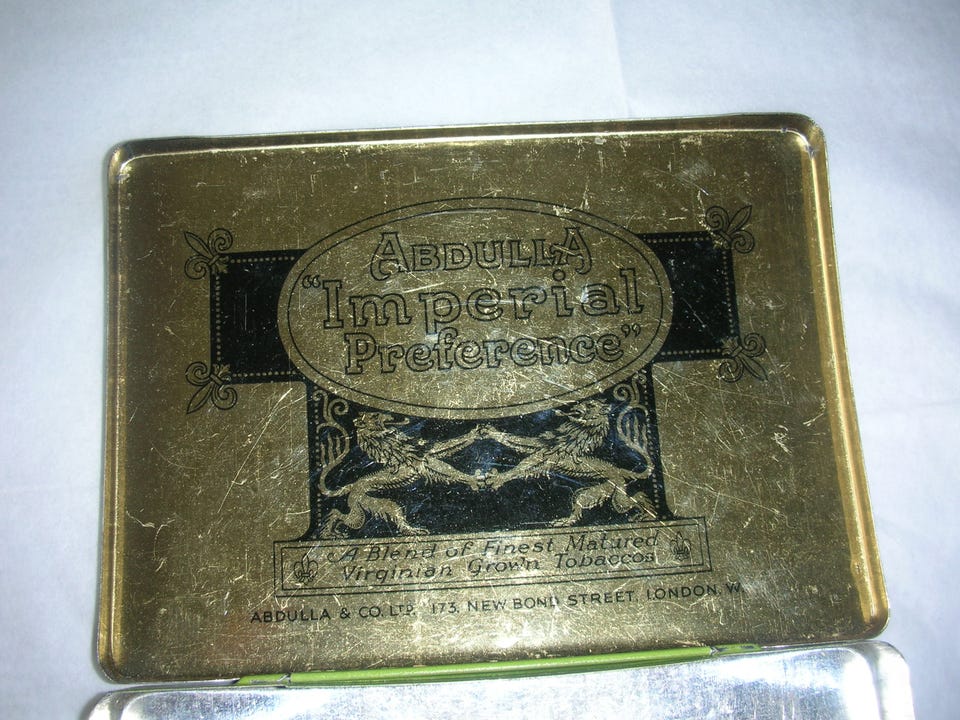 ABDULLA
"Imperial
Preference"
A Blend of Finest Matured
Virginian Grown Tobaccos
ABDULLA & CO. LTD. 173, NEW BOND STREET, LONDON, W.